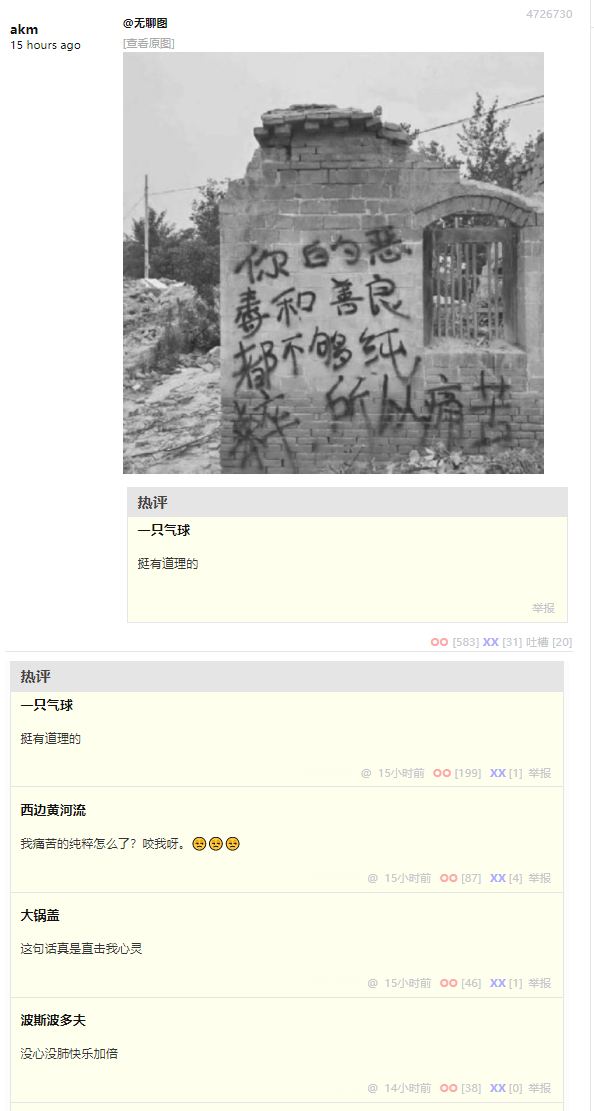 4726730
akm
15 hours ago
@无聊图
[查看原图]
你的恶
毒和善良
都不够纯
粹 所以痛苦
热评
一只气球
挺有道理的
举报
OO [583] XX [31] 吐槽 [20]
热评
一只气球
挺有道理的
@ 15小时前 OO [199] XX [1] 举报
西边黄河流
我痛苦的纯粹怎么了？咬我呀。😒😒😒
@ 15小时前 OO [87] XX [4] 举报
大锅盖
这句话真是直击我心灵
@ 15小时前 OO [46] XX [1] 举报
波斯波多夫
没心没肺快乐加倍
@ 14小时前 OO [38] XX [0] 举报